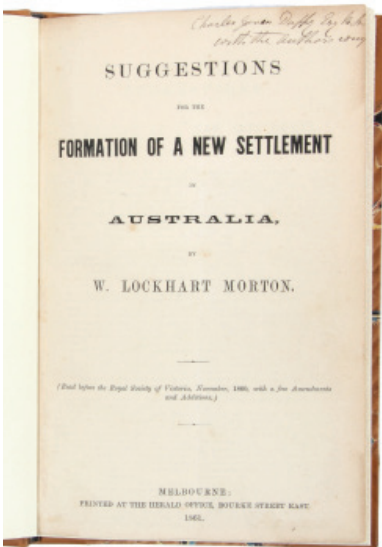 Charles Gavan Duffy Esq
with the author's
SUGGESTIONS
FOR THE
FORMATION OF A NEW SETTLEMENT
IN
AUSTRALIA,
BY
W. LOCKHART MORTON.
(Read before the Royal Society of Victoria, November, 1860, with a few Amendments
and Additions.)
MELBOURNE:
PRINTED AT THE HERALD OFFICE, BOURKE STREET EAST.